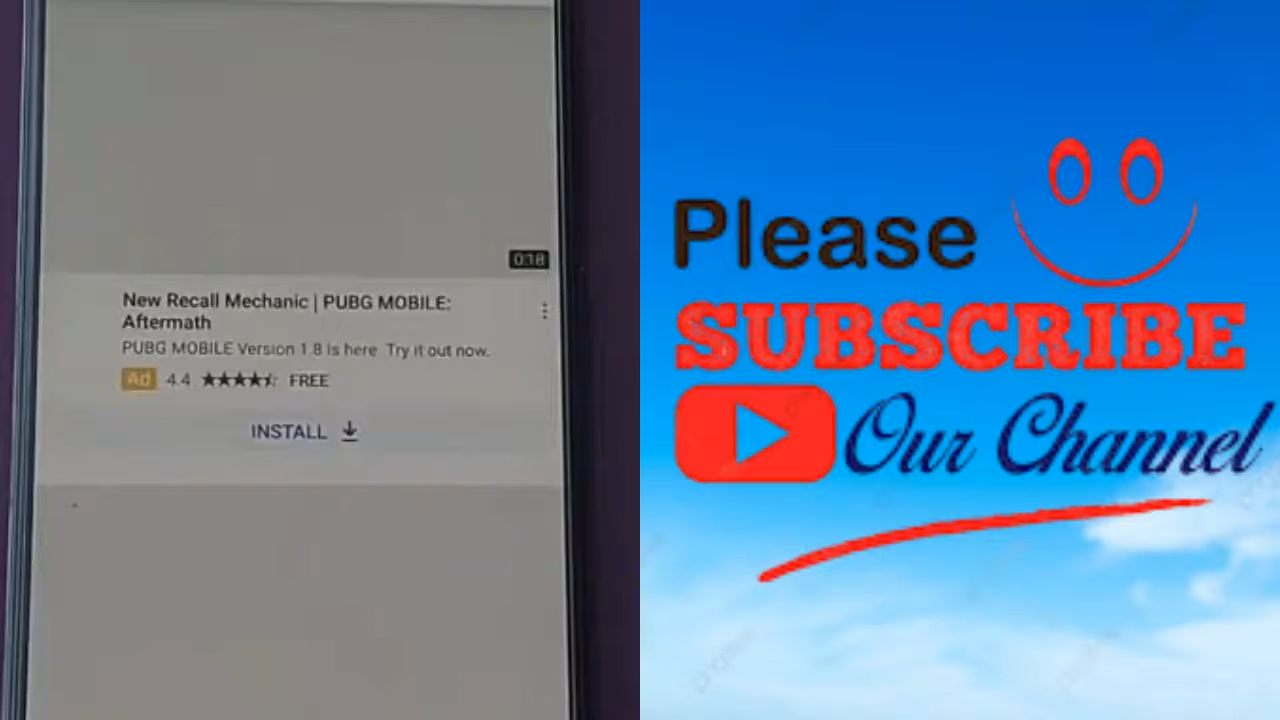 0:18
New Recall Mechanic | PUBG MOBILE:
Aftermath
PUBG MOBILE Version 1.8 is here Try it out now.
Ad 4.4 FREE
INSTALL
Please
SUBSCRIBE
Our Channel